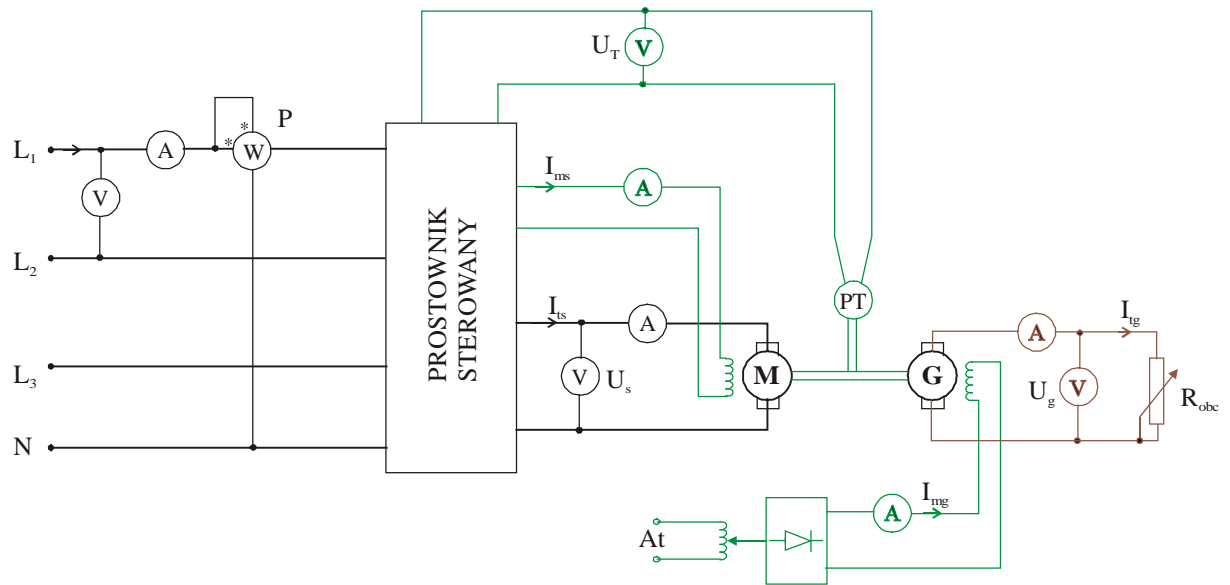 U_T V
P
* *
L₁ A W
V
L₂
L₃
N
PROSTOWNIK
STEROWANY
I_ms A
I_ts A
V U_s
M
PT
G
A I_tg
U_g V
R_obc
A I_mg
At